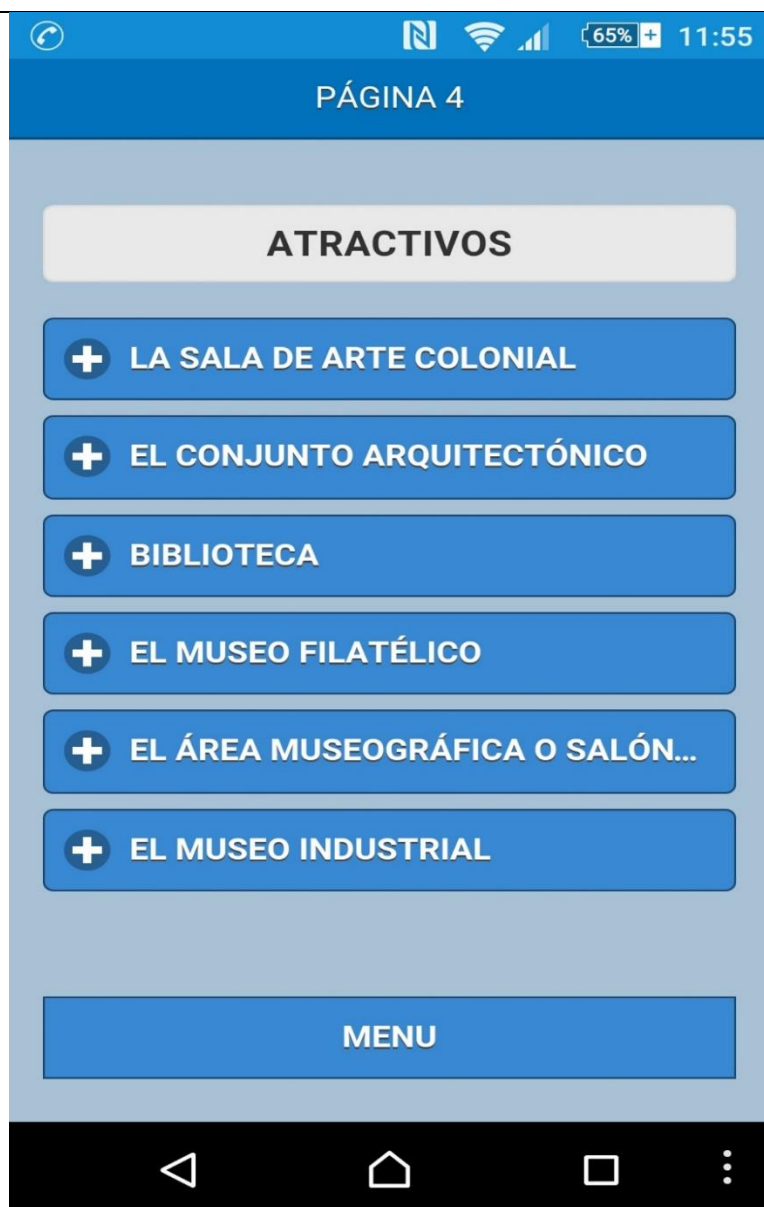 65% 11:55
PÁGINA 4
ATRACTIVOS
LA SALA DE ARTE COLONIAL
EL CONJUNTO ARQUITECTÓNICO
BIBLIOTECA
EL MUSEO FILATÉLICO
EL ÁREA MUSEOGRÁFICA O SALÓN...
EL MUSEO INDUSTRIAL
MENU